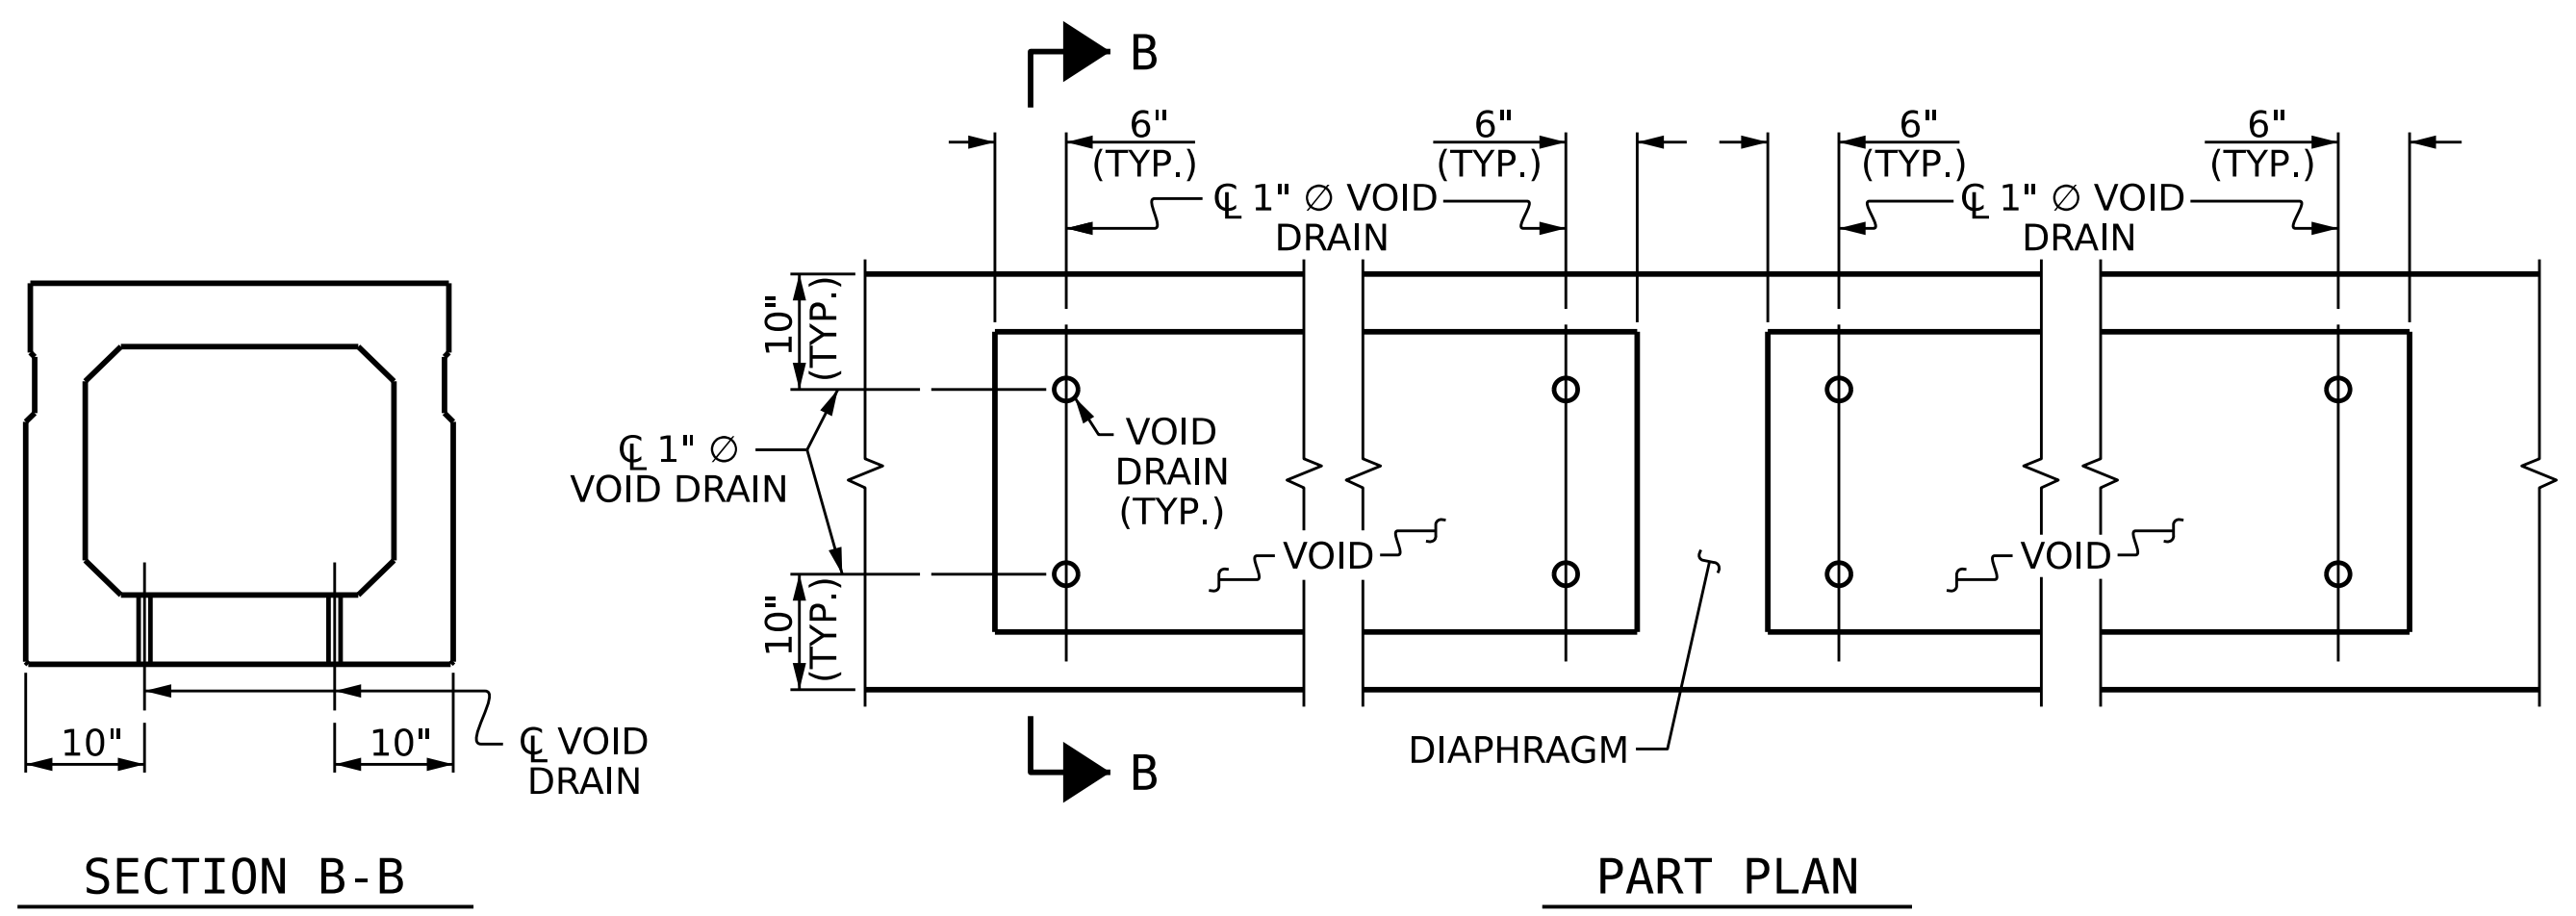 B
6"
(TYP.)
6"
(TYP.)
6"
(TYP.)
6"
(TYP.)
℄ 1" ∅ VOID
DRAIN
℄ 1" ∅ VOID
DRAIN
10"
(TYP.)
℄ 1" ∅
VOID DRAIN
VOID
DRAIN
(TYP.)
VOID
VOID
10"
(TYP.)
DIAPHRAGM
B
10"
10"
℄ VOID
DRAIN
SECTION B-B
PART PLAN